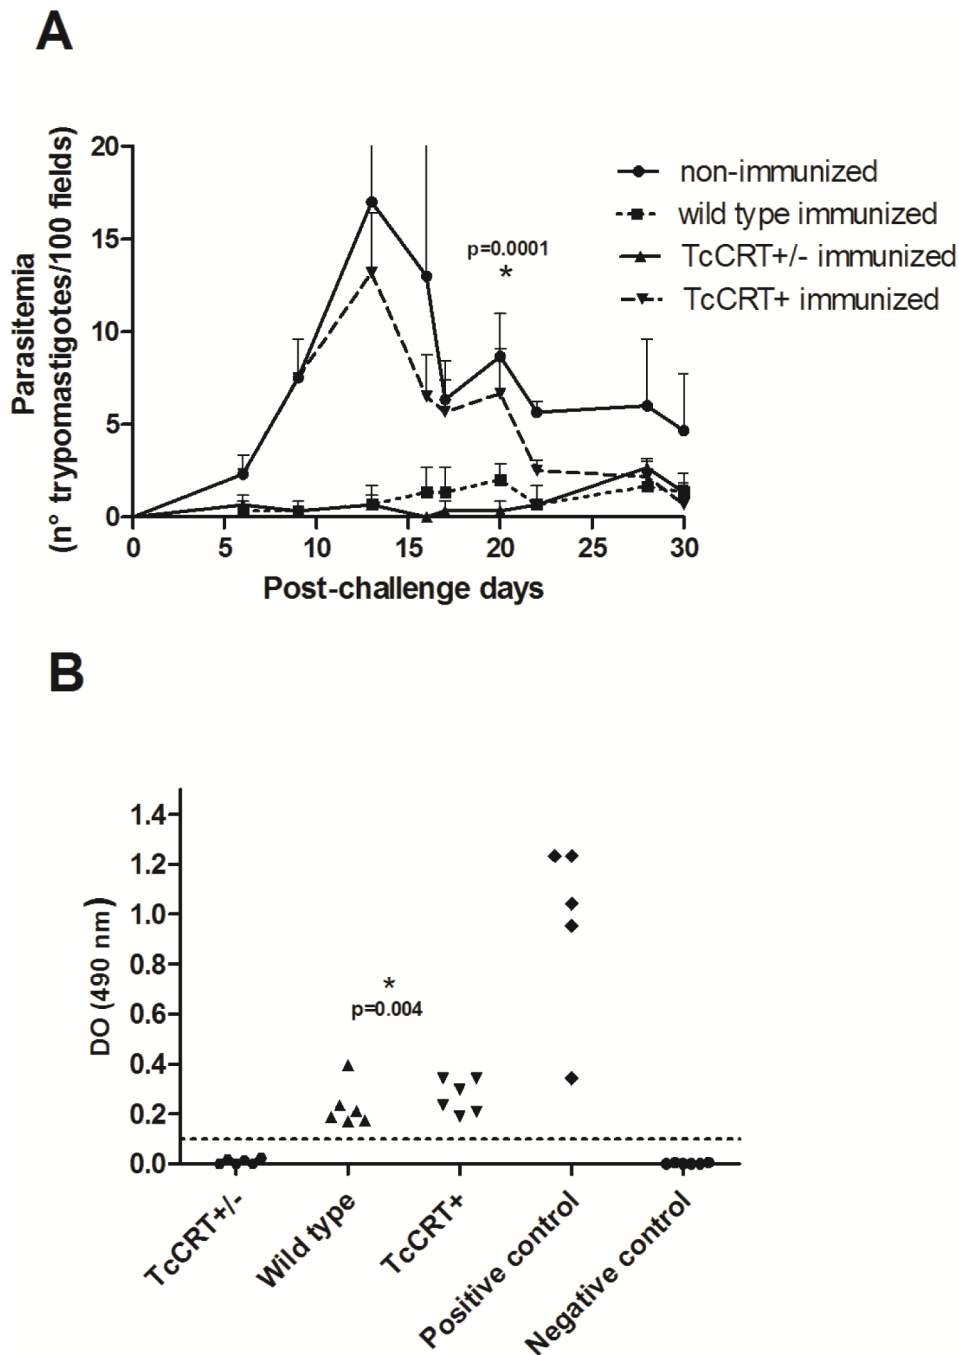 A
Parasitemia
(n° trypomastigotes/100 fields)
20
15
10
5
0
0 5 10 15 20 25 30
Post-challenge days
p=0.0001
*
non-immunized
wild type immunized
TcCRT+/- immunized
TcCRT+ immunized
B
DO (490 nm)
1.4
1.2
1.0
0.8
0.6
0.4
0.2
0.0
*
p=0.004
TcCRT+/-
Wild type
TcCRT+
Positive control
Negative control